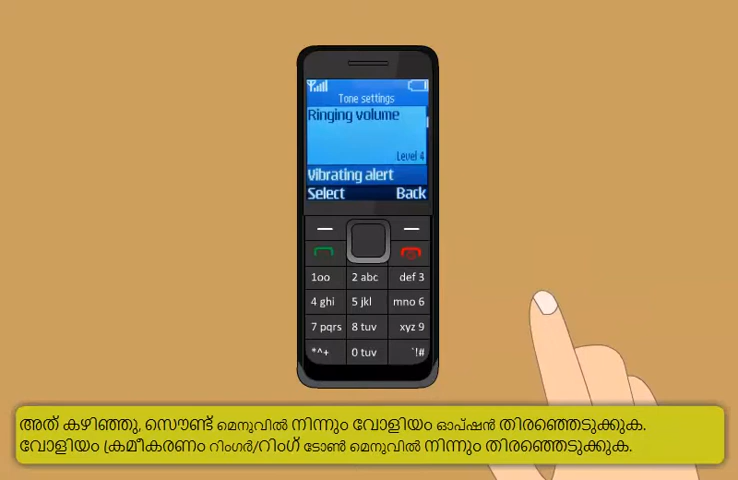 Tone settings
Ringing volume
Level 4
Vibrating alert
Select Back
1oo 2 abc def 3
4 ghi 5 jkl mno 6
7 pqrs 8 tuv xyz 9
*^+ 0 tuv `!#
അത് കഴിഞ്ഞു, സൌണ്ട് മെനുവിൽ നിന്നും വോളിയം ഓപ്ഷൻ തിരഞ്ഞെടുക്കുക.
വോളിയം ക്രമീകരണം റിംഗർ/റിംഗ് ടോൺ മെനുവിൽ നിന്നും തിരഞ്ഞെടുക്കുക.